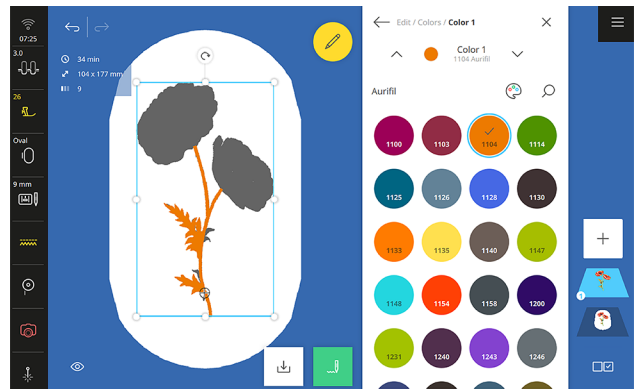 07:25
3.0
26
Oval
9 mm
34 min
104 x 177 mm
9
Edit / Colors / Color 1
Color 1
1104 Aurifil
Aurifil
1100 1103 1104 1114
1125 1126 1128 1130
1133 1135 1140 1147
1148 1154 1158 1200
1231 1240 1243 1246
1